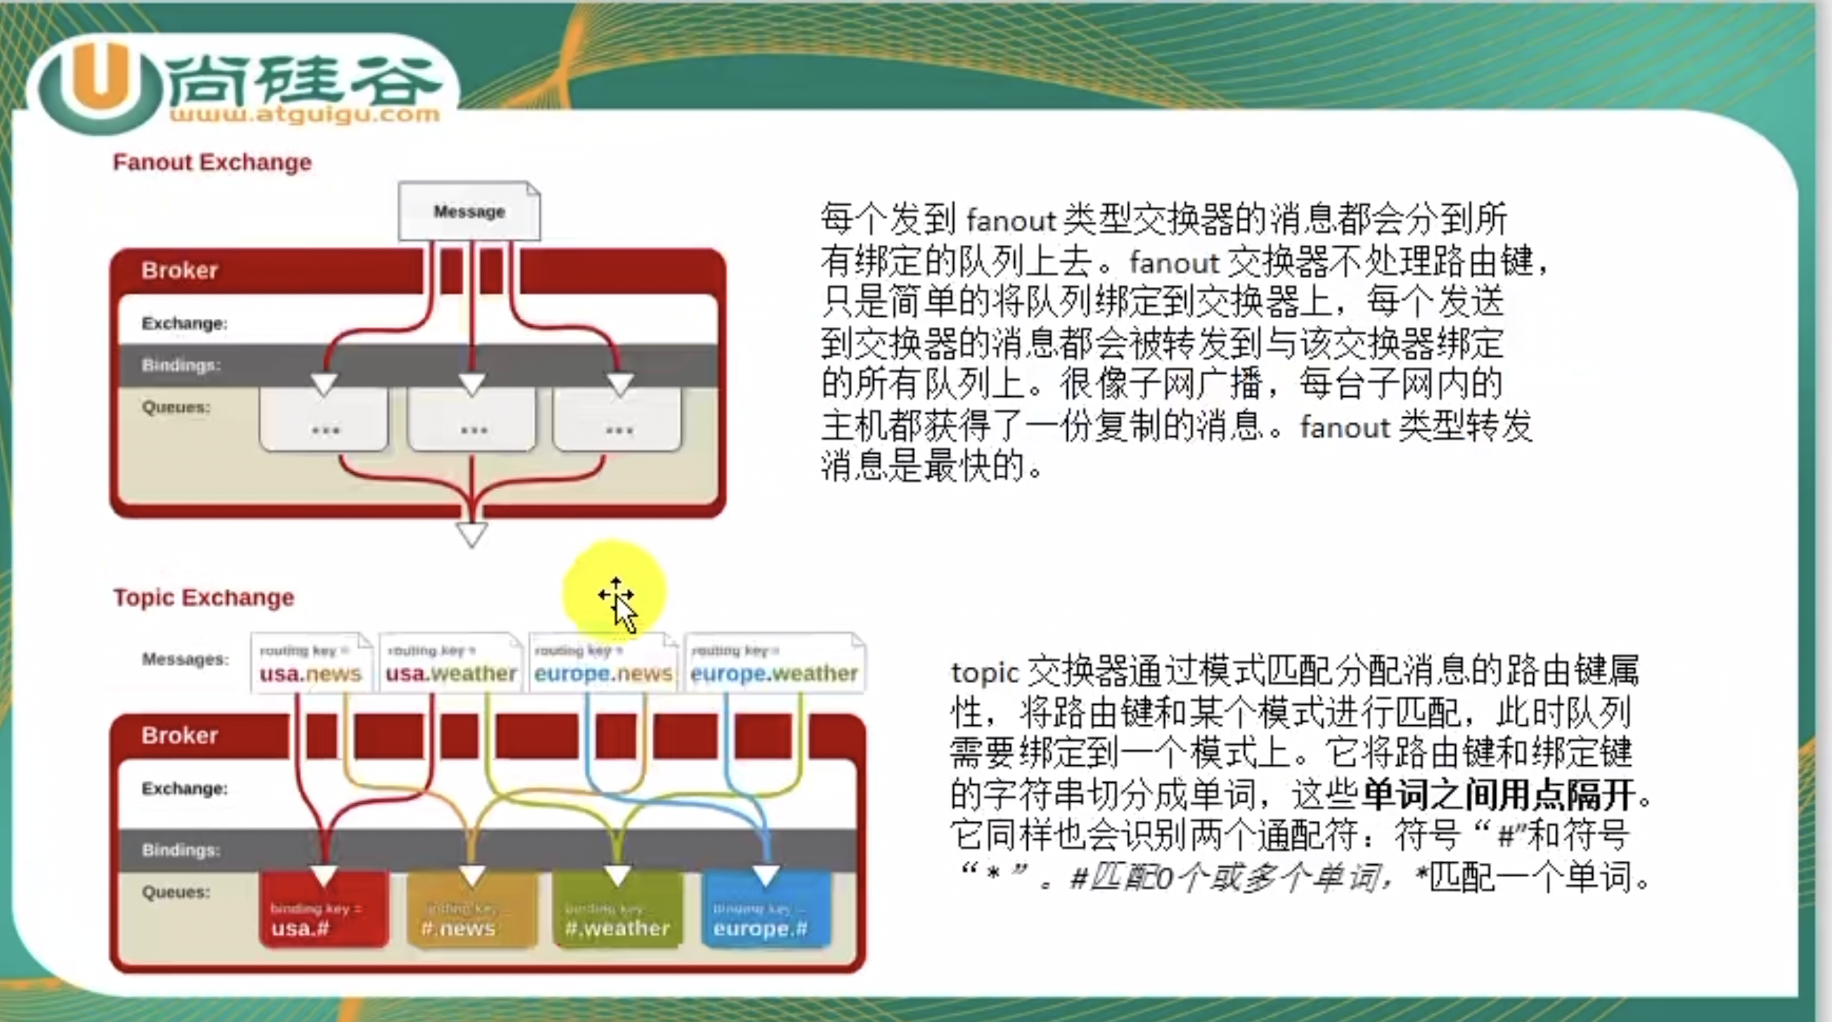 尚硅谷
www.atguigu.com
Fanout Exchange
Message
Broker
Exchange:
Bindings:
Queues:
...
...
...
每个发到 fanout 类型交换器的消息都会分到所
有绑定的队列上去。fanout 交换器不处理路由键，
只是简单的将队列绑定到交换器上，每个发送
到交换器的消息都会被转发到与该交换器绑定
的所有队列上。很像子网广播，每台子网内的
主机都获得了一份复制的消息。fanout 类型转发
消息是最快的。
Topic Exchange
Messages:
routing key =
usa.news
routing key =
usa.weather
routing key =
europe.news
routing key =
europe.weather
Broker
Exchange:
Bindings:
Queues:
binding key =
usa.#
binding key =
#.news
binding key =
#.weather
binding key =
europe.#
topic 交换器通过模式匹配分配消息的路由键属
性，将路由键和某个模式进行匹配，此时队列
需要绑定到一个模式上。它将路由键和绑定键
的字符串切分成单词，这些单词之间用点隔开。
它同样也会识别两个通配符：符号“#”和符号
“*”。#匹配0个或多个单词，*匹配一个单词。